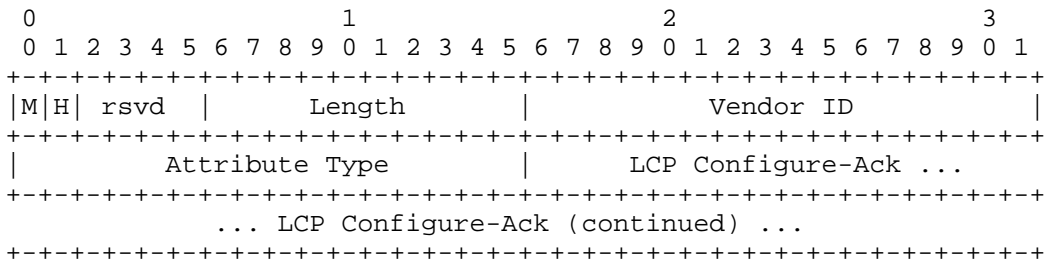 0                   1                   2                   3
 0 1 2 3 4 5 6 7 8 9 0 1 2 3 4 5 6 7 8 9 0 1 2 3 4 5 6 7 8 9 0 1
+-+-+-+-+-+-+-+-+-+-+-+-+-+-+-+-+-+-+-+-+-+-+-+-+-+-+-+-+-+-+-+-+
|M|H| rsvd  |      Length       |           Vendor ID           |
+-+-+-+-+-+-+-+-+-+-+-+-+-+-+-+-+-+-+-+-+-+-+-+-+-+-+-+-+-+-+-+-+
|         Attribute Type        |      LCP Configure-Ack ...
+-+-+-+-+-+-+-+-+-+-+-+-+-+-+-+-+-+-+-+-+-+-+-+-+-+-+-+-+-+-+-+-+
             ... LCP Configure-Ack (continued) ...
+-+-+-+-+-+-+-+-+-+-+-+-+-+-+-+-+-+-+-+-+-+-+-+-+-+-+-+-+-+-+-+-+